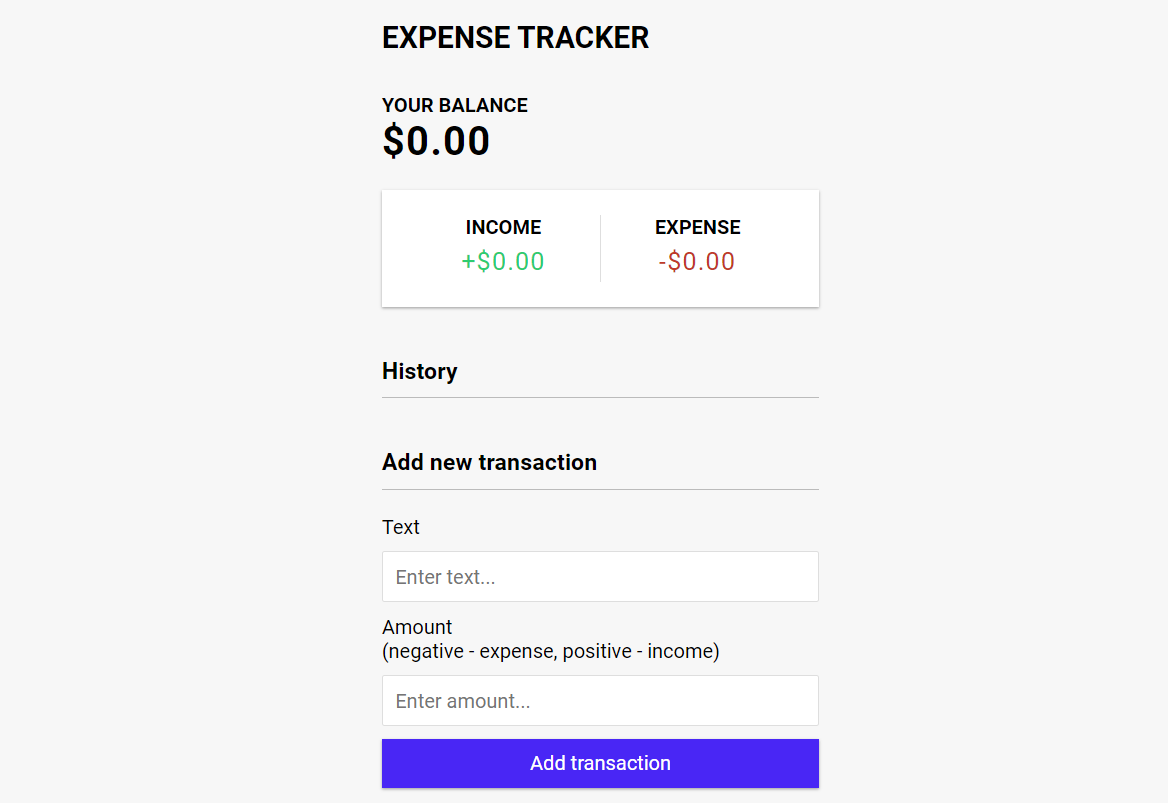 EXPENSE TRACKER
YOUR BALANCE
$0.00
INCOME
+$0.00
EXPENSE
-$0.00
History
Add new transaction
Text
Enter text...
Amount
(negative - expense, positive - income)
Enter amount...
Add transaction